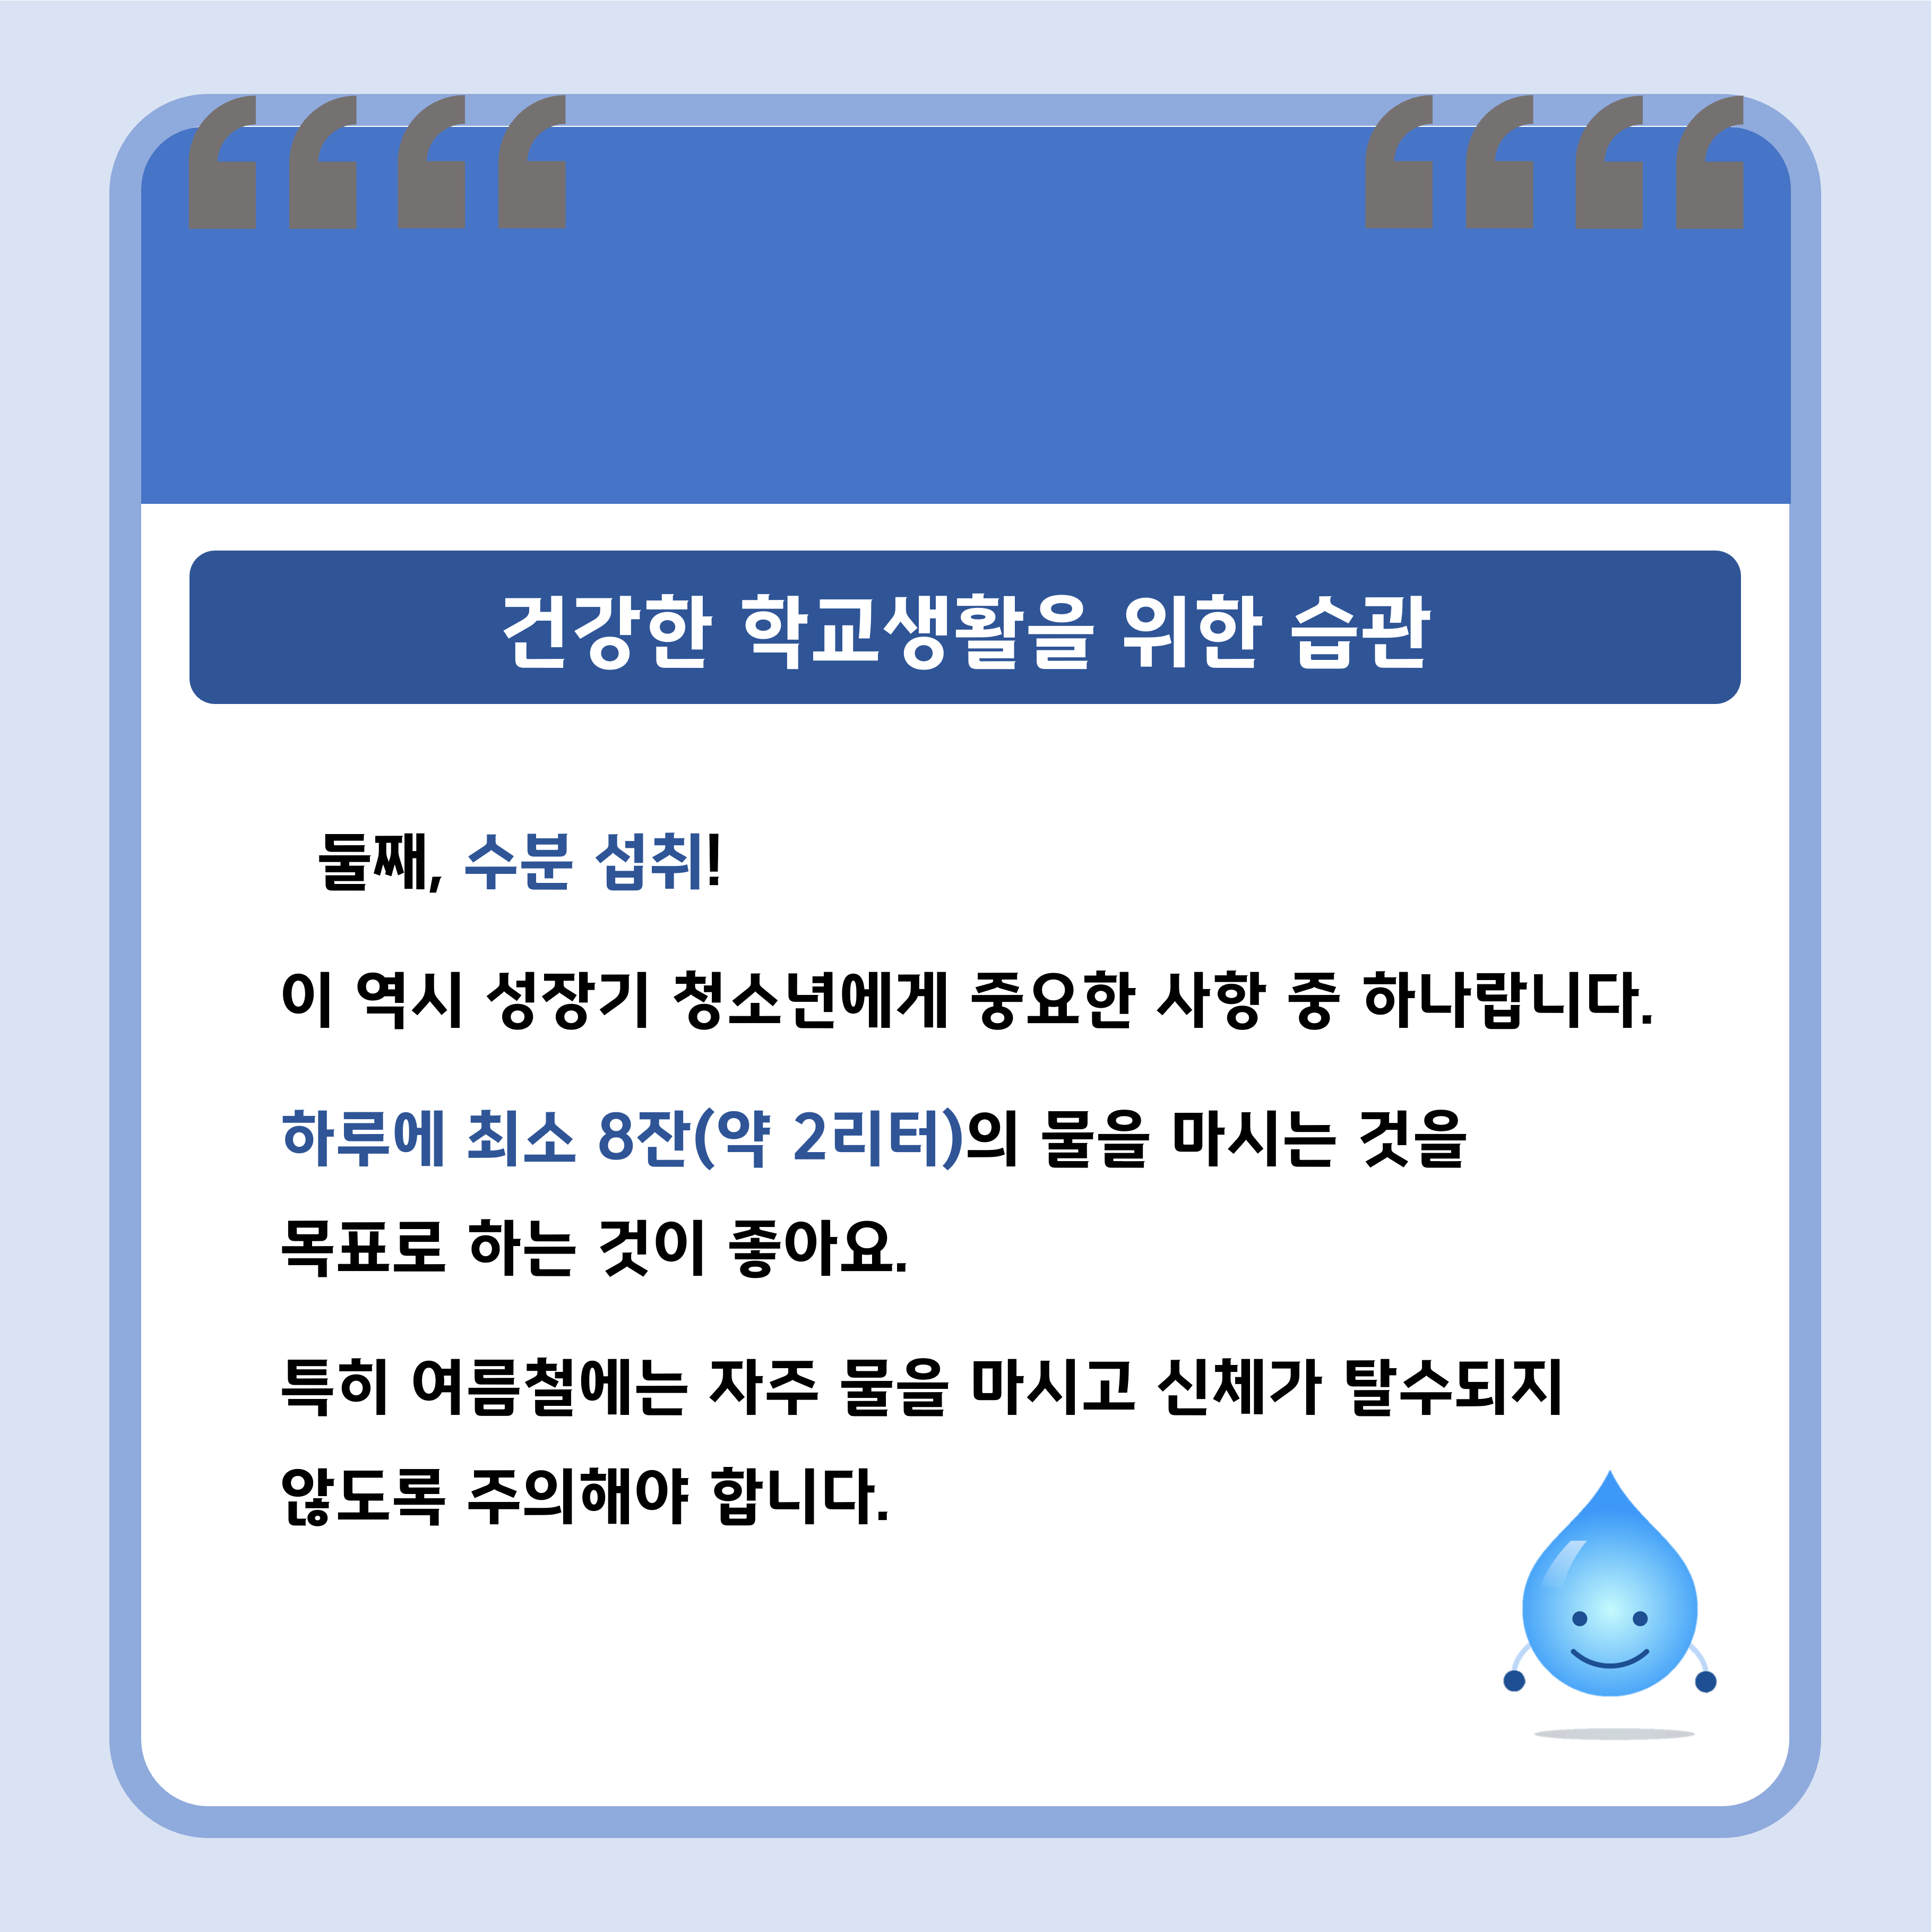 건강한 학교생활을 위한 습관
둘째, 수분 섭취!
이 역시 성장기 청소년에게 중요한 사항 중 하나랍니다.
하루에 최소 8잔(약 2리터)의 물을 마시는 것을
목표로 하는 것이 좋아요.
특히 여름철에는 자주 물을 마시고 신체가 탈수되지
않도록 주의해야 합니다.